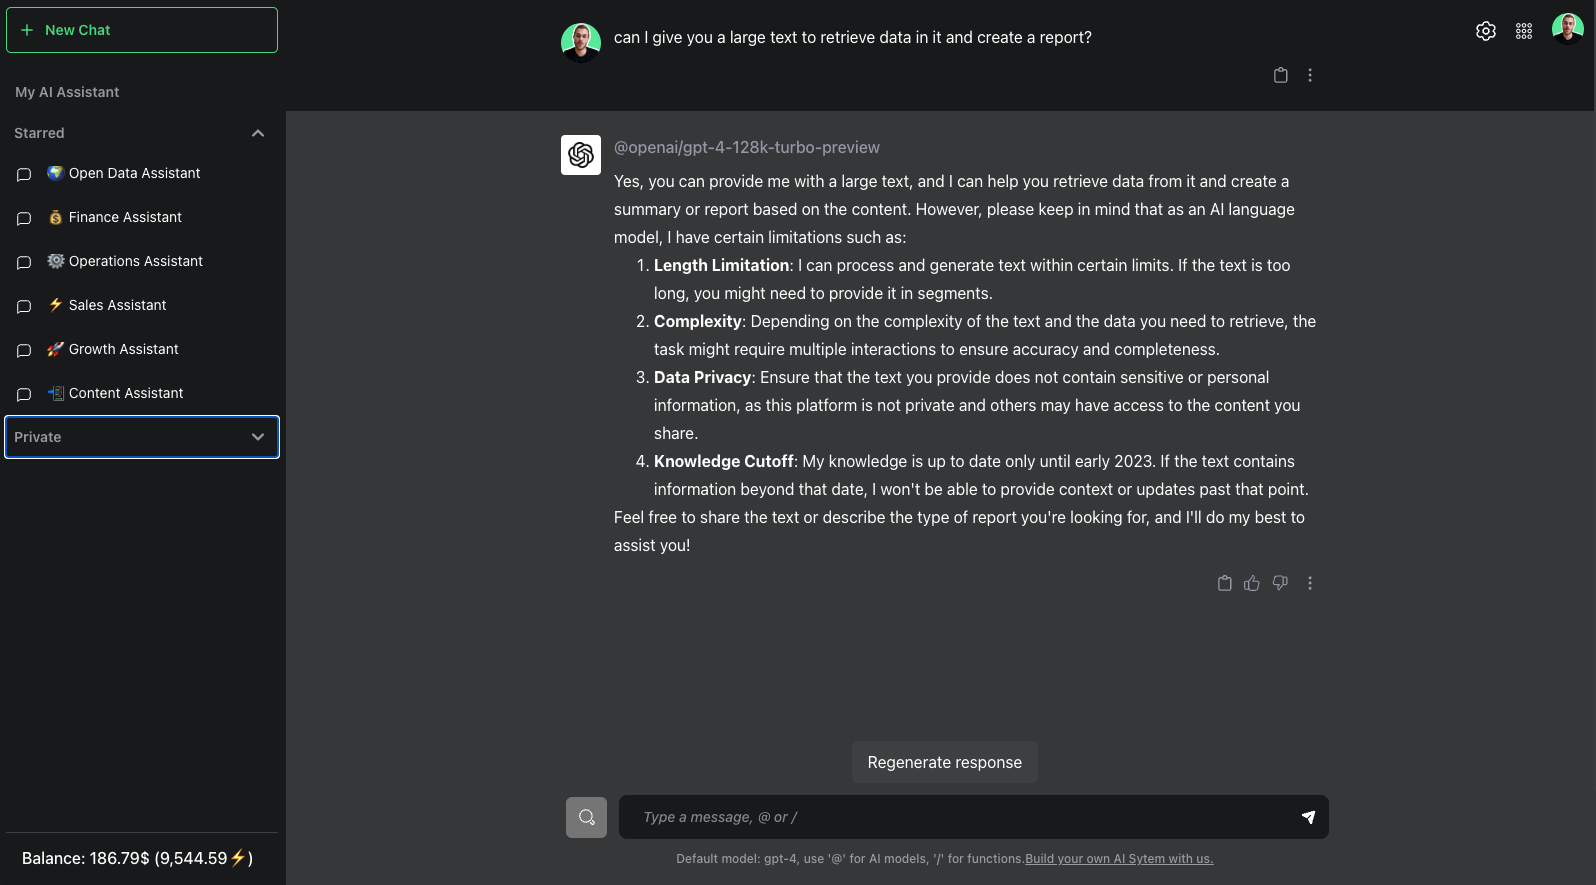 New Chat
My AI Assistant
Starred
Open Data Assistant
Finance Assistant
Operations Assistant
Sales Assistant
Growth Assistant
Content Assistant
Private
Balance: 186.79$ (9,544.59⚡)
can I give you a large text to retrieve data in it and create a report?
@openai/gpt-4-128k-turbo-preview
Yes, you can provide me with a large text, and I can help you retrieve data from it and create a
summary or report based on the content. However, please keep in mind that as an AI language
model, I have certain limitations such as:
1. Length Limitation: I can process and generate text within certain limits. If the text is too
long, you might need to provide it in segments.
2. Complexity: Depending on the complexity of the text and the data you need to retrieve, the
task might require multiple interactions to ensure accuracy and completeness.
3. Data Privacy: Ensure that the text you provide does not contain sensitive or personal
information, as this platform is not private and others may have access to the content you
share.
4. Knowledge Cutoff: My knowledge is up to date only until early 2023. If the text contains
information beyond that date, I won't be able to provide context or updates past that point.
Feel free to share the text or describe the type of report you're looking for, and I'll do my best to
assist you!
Regenerate response
Type a message, @ or /
Default model: gpt-4, use '@' for AI models, '/' for functions.Build your own AI Sytem with us.